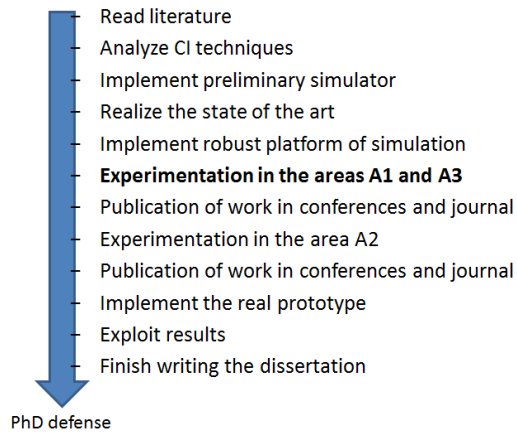 Read literature
Analyze CI techniques
Implement preliminary simulator
Realize the state of the art
Implement robust platform of simulation
Experimentation in the areas A1 and A3
Publication of work in conferences and journal
Experimentation in the area A2
Publication of work in conferences and journal
Implement the real prototype
Exploit results
Finish writing the dissertation
PhD defense